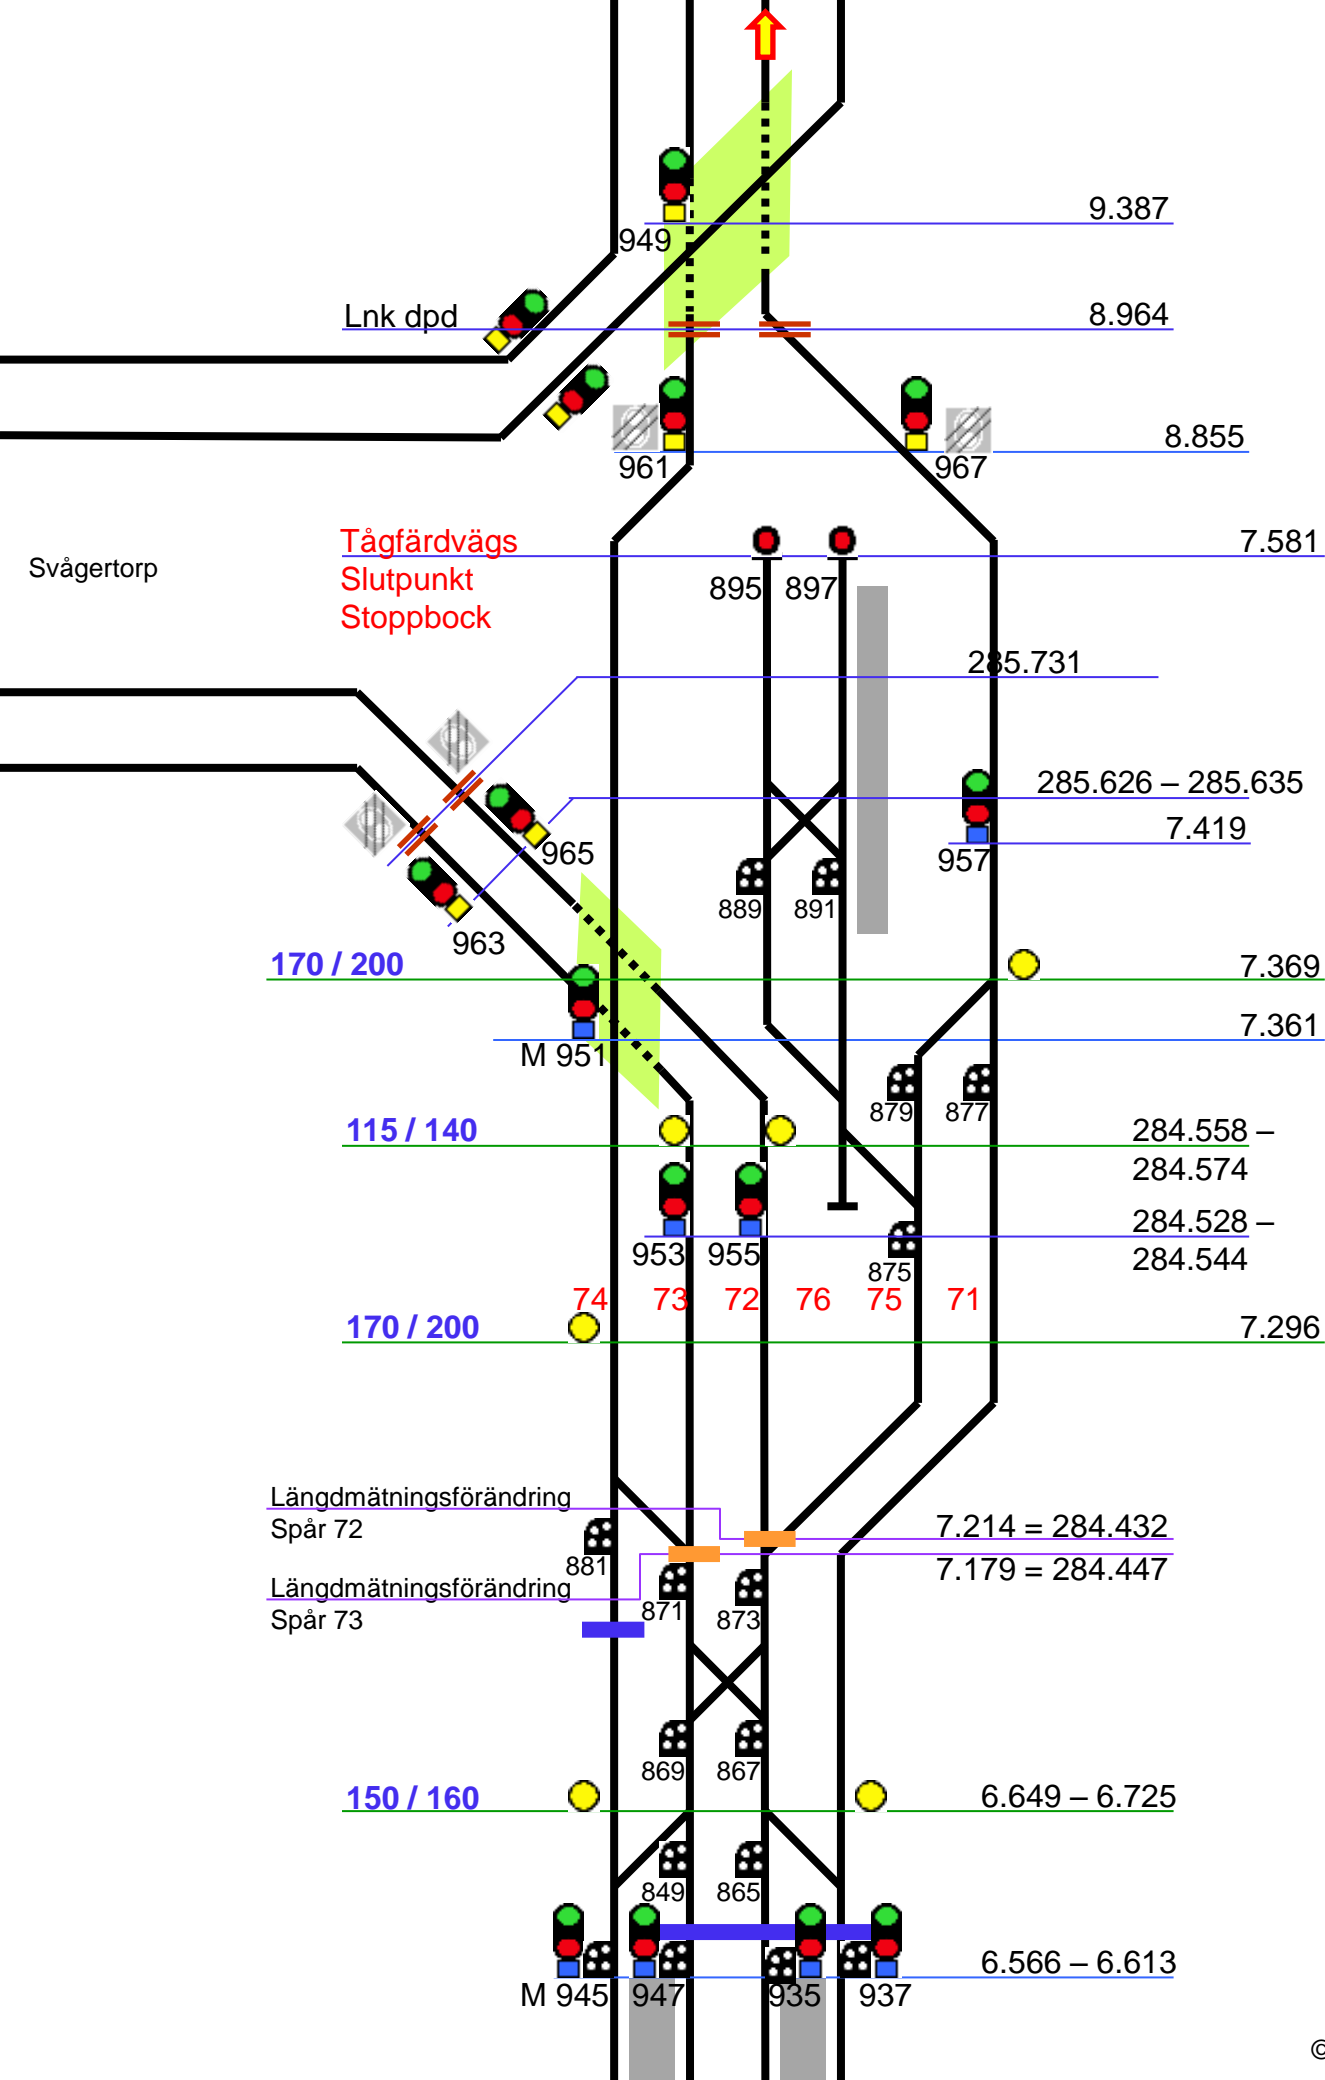 9.387
949
Lnk dpd
8.964
8.855
961
967
Tågfärdvägs
7.581
Svågertorp
Slutpunkt
895
897
Stoppbock
285.731
285.626 – 285.635
7.419
965
957
889
891
963
170 / 200
7.369
7.361
M 951
879
877
115 / 140
284.558 –
284.574
284.528 –
953
955
284.544
875
74
73
72
76
75
71
170 / 200
7.296
Längdmätningsförändring
Spår 72
7.214 = 284.432
881
7.179 = 284.447
Längdmätningsförändring
871
873
Spår 73
869
867
150 / 160
6.649 – 6.725
849
865
6.566 – 6.613
M 945
947
935
937
©